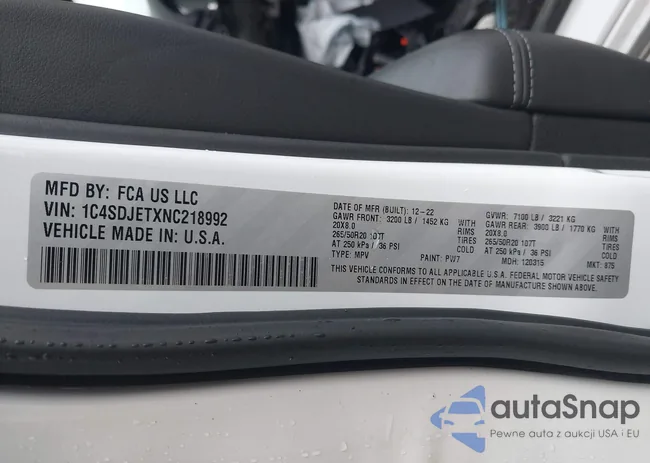 MFD BY: FCA US LLC
VIN: 1C4SDJETXNC218992
VEHICLE MADE IN: U.S.A.
DATE OF MFR (BUILT): 12-22 GVWR: 7100 LB / 3221 KG
GAWR FRONT: 3200 LB / 1452 KG WITH GAWR REAR: 3900 LB / 1770 KG WITH
20X8.0 RIMS 20X8.0 RIMS
265/50R20 107T TIRES 265/50R20 107T TIRES
AT 250 kPa / 36 PSI COLD AT 250 kPa / 36 PSI COLD
TYPE: MPV PAINT: PW7 MDH: 120315 MKT: 875
THIS VEHICLE CONFORMS TO ALL APPLICABLE U.S.A. FEDERAL MOTOR VEHICLE SAFETY
STANDARDS IN EFFECT ON THE DATE OF MANUFACTURE SHOWN ABOVE.
autaSnap
Pewne auta z aukcji USA i EU